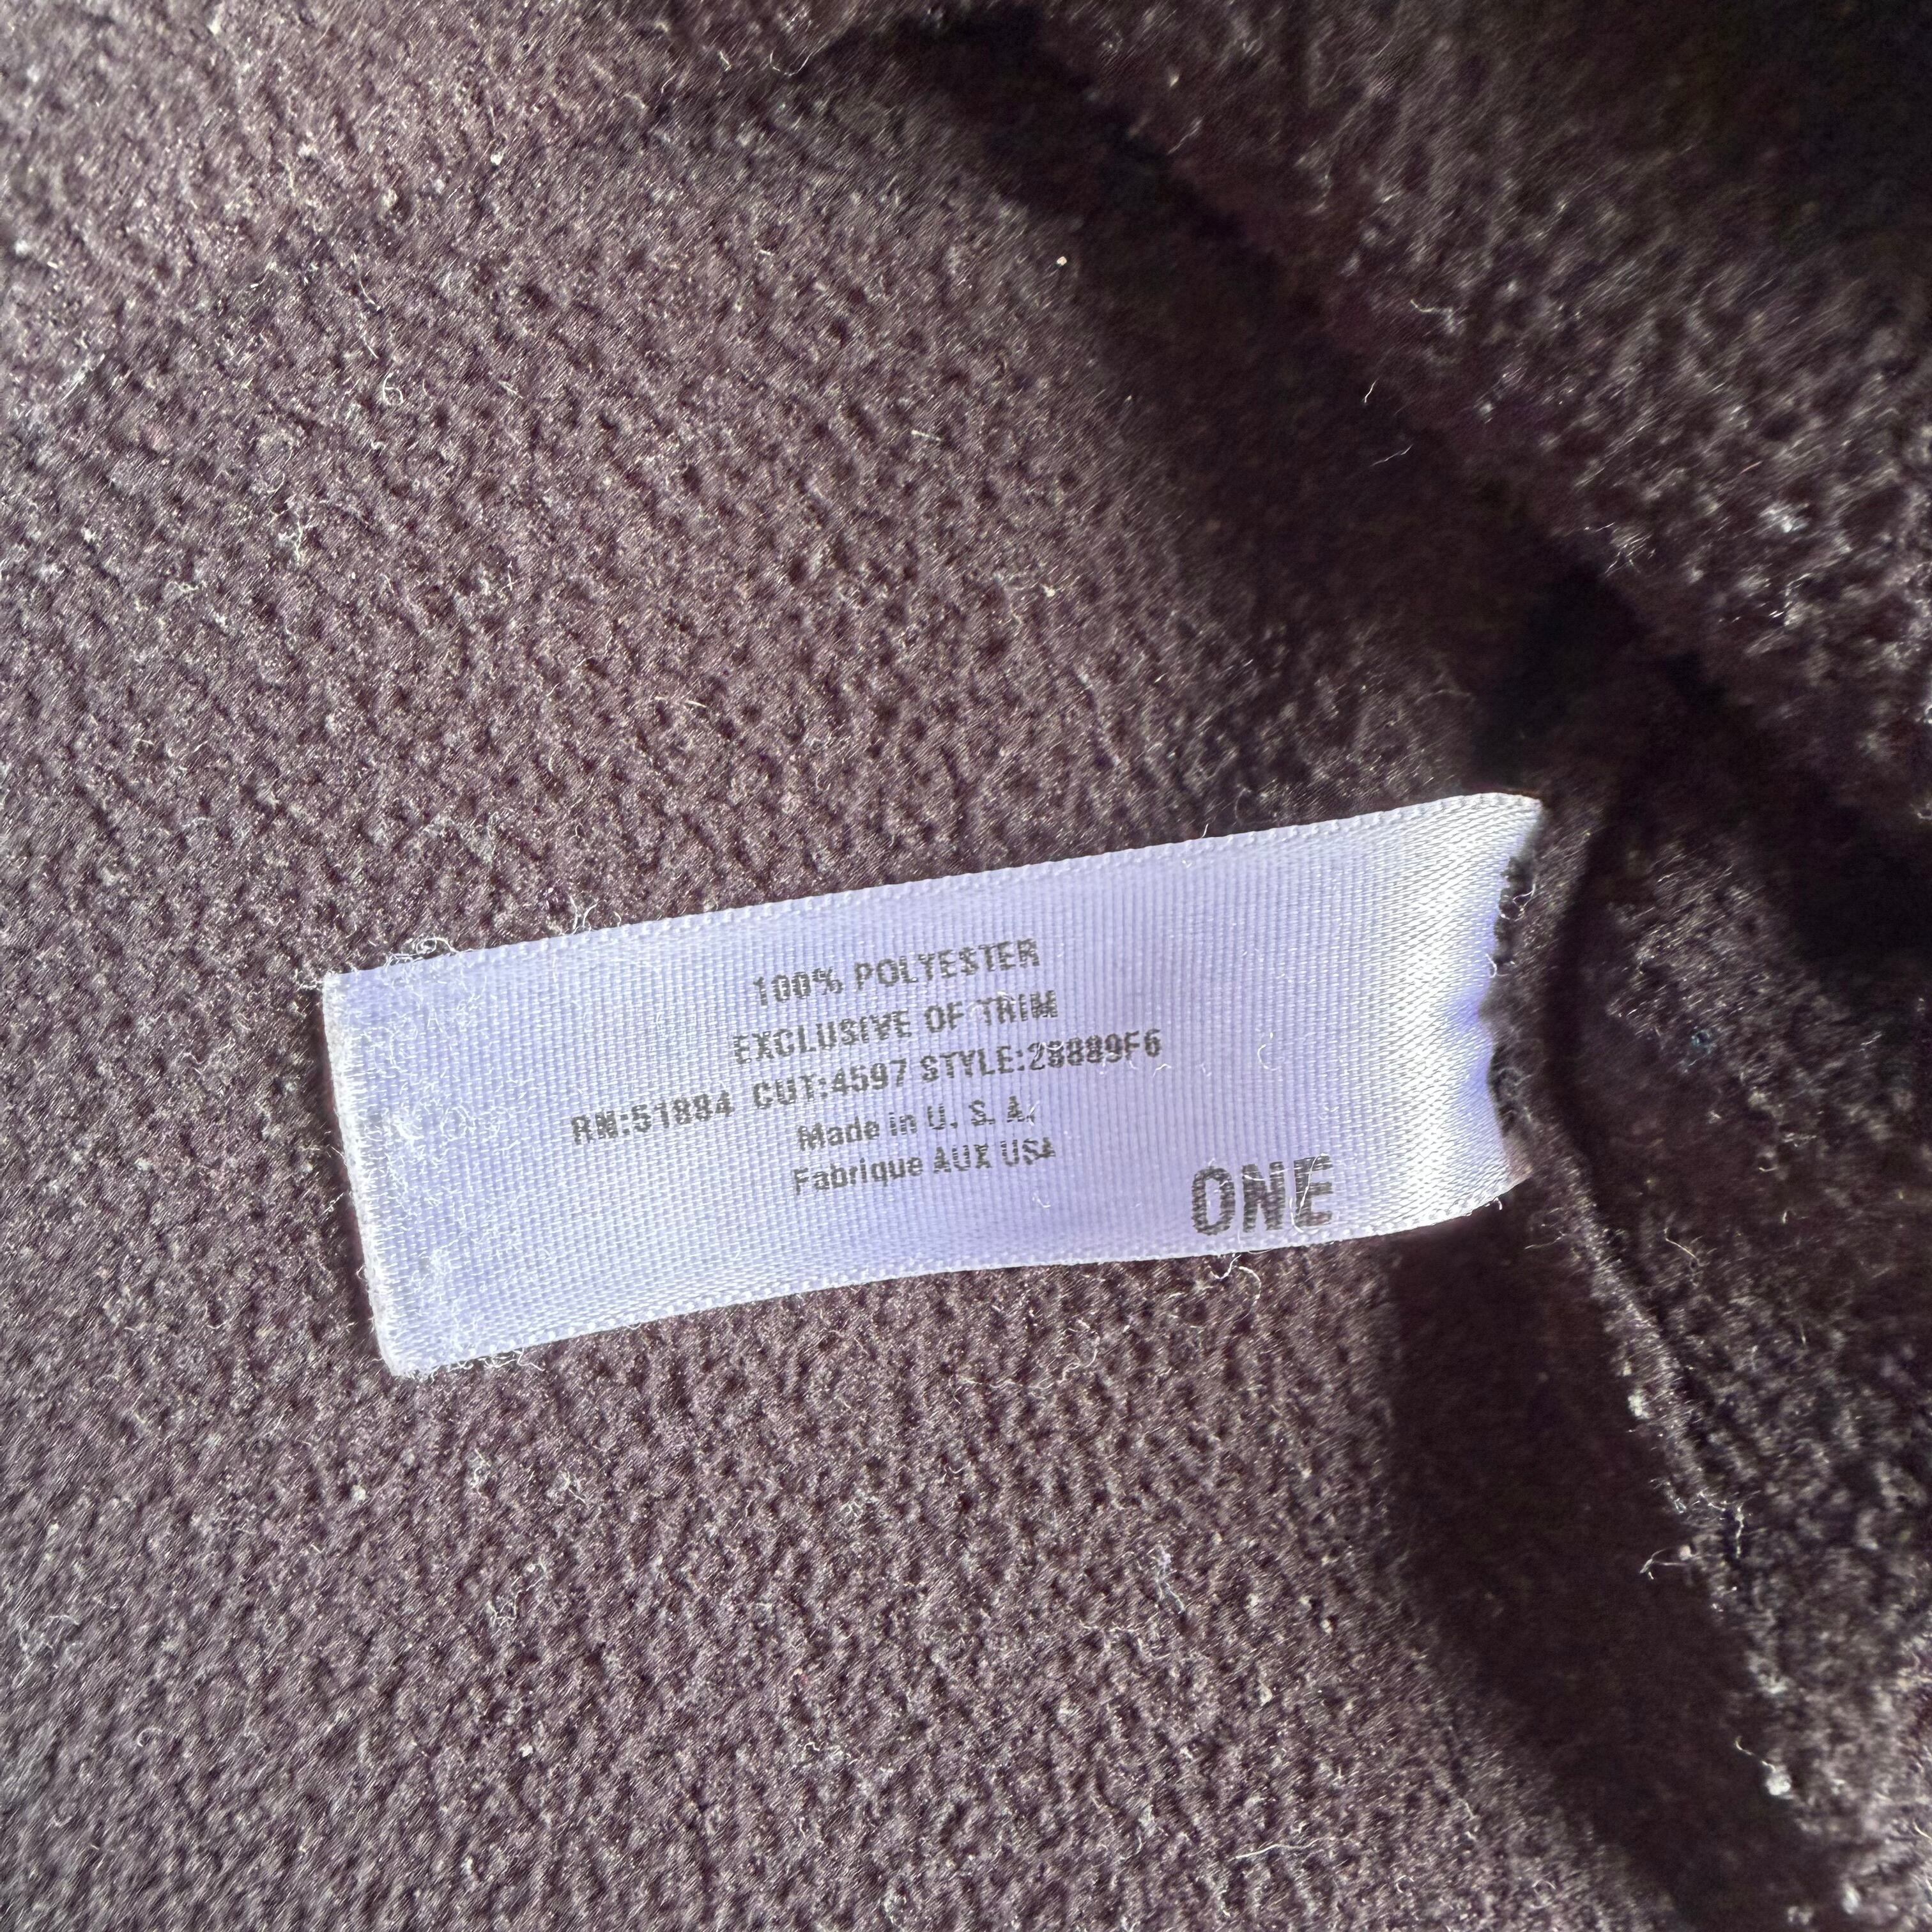 100% POLYESTER
EXCLUSIVE OF TRIM
RN:51884 CUT:4597 STYLE:28889F6
Made in U. S. A.
Fabrique AUX USA
ONE